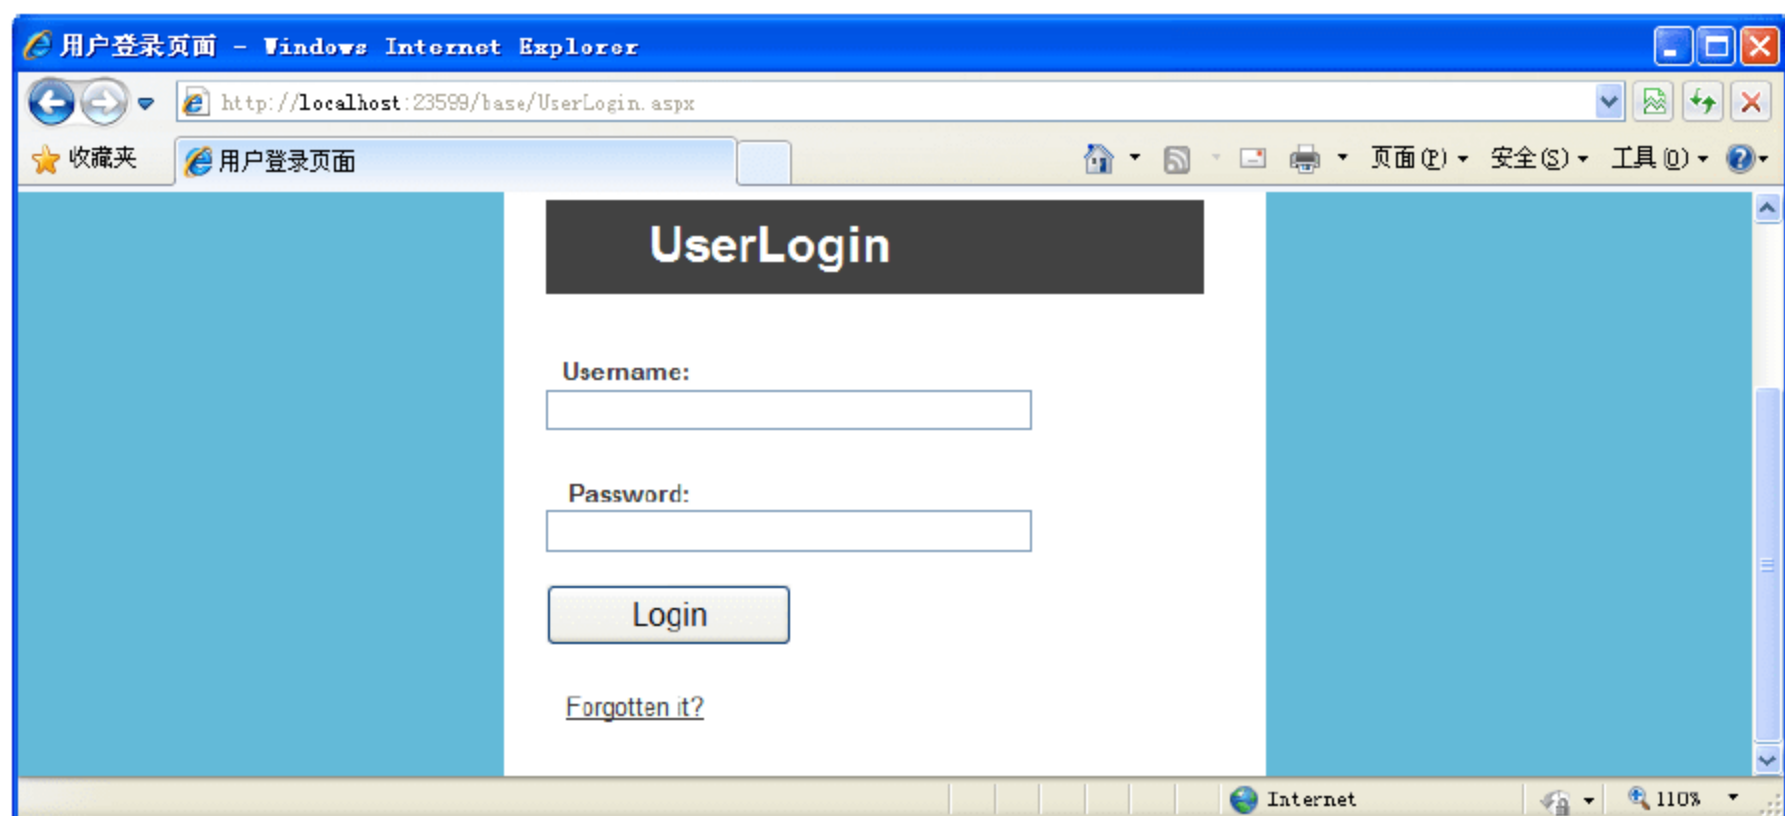 用户登录页面 - Windows Internet Explorer
http://localhost:23599/base/UserLogin.aspx
收藏夹 用户登录页面 页面(P) 安全(S) 工具(O)
UserLogin
Username:
Password:
Login
Forgotten it?
Internet 110%